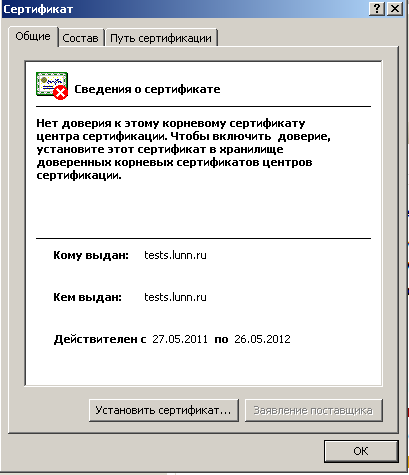 Сертификат
Общие Состав Путь сертификации
Сведения о сертификате
Нет доверия к этому корневому сертификату
центра сертификации. Чтобы включить доверие,
установите этот сертификат в хранилище
доверенных корневых сертификатов центров
сертификации.
Кому выдан: tests.lunn.ru
Кем выдан: tests.lunn.ru
Действителен с 27.05.2011 по 26.05.2012
Установить сертификат... Заявление поставщика
ОК